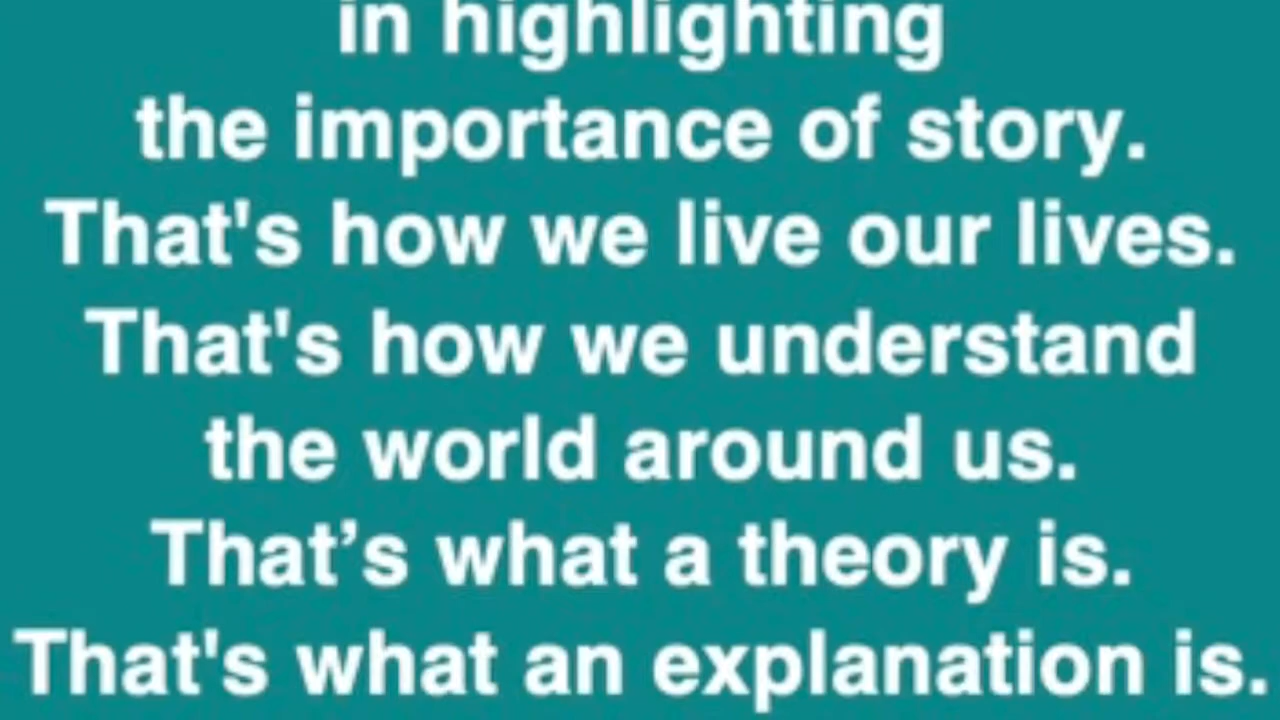 in highlighting
the importance of story.
That's how we live our lives.
That's how we understand
the world around us.
That’s what a theory is.
That's what an explanation is.